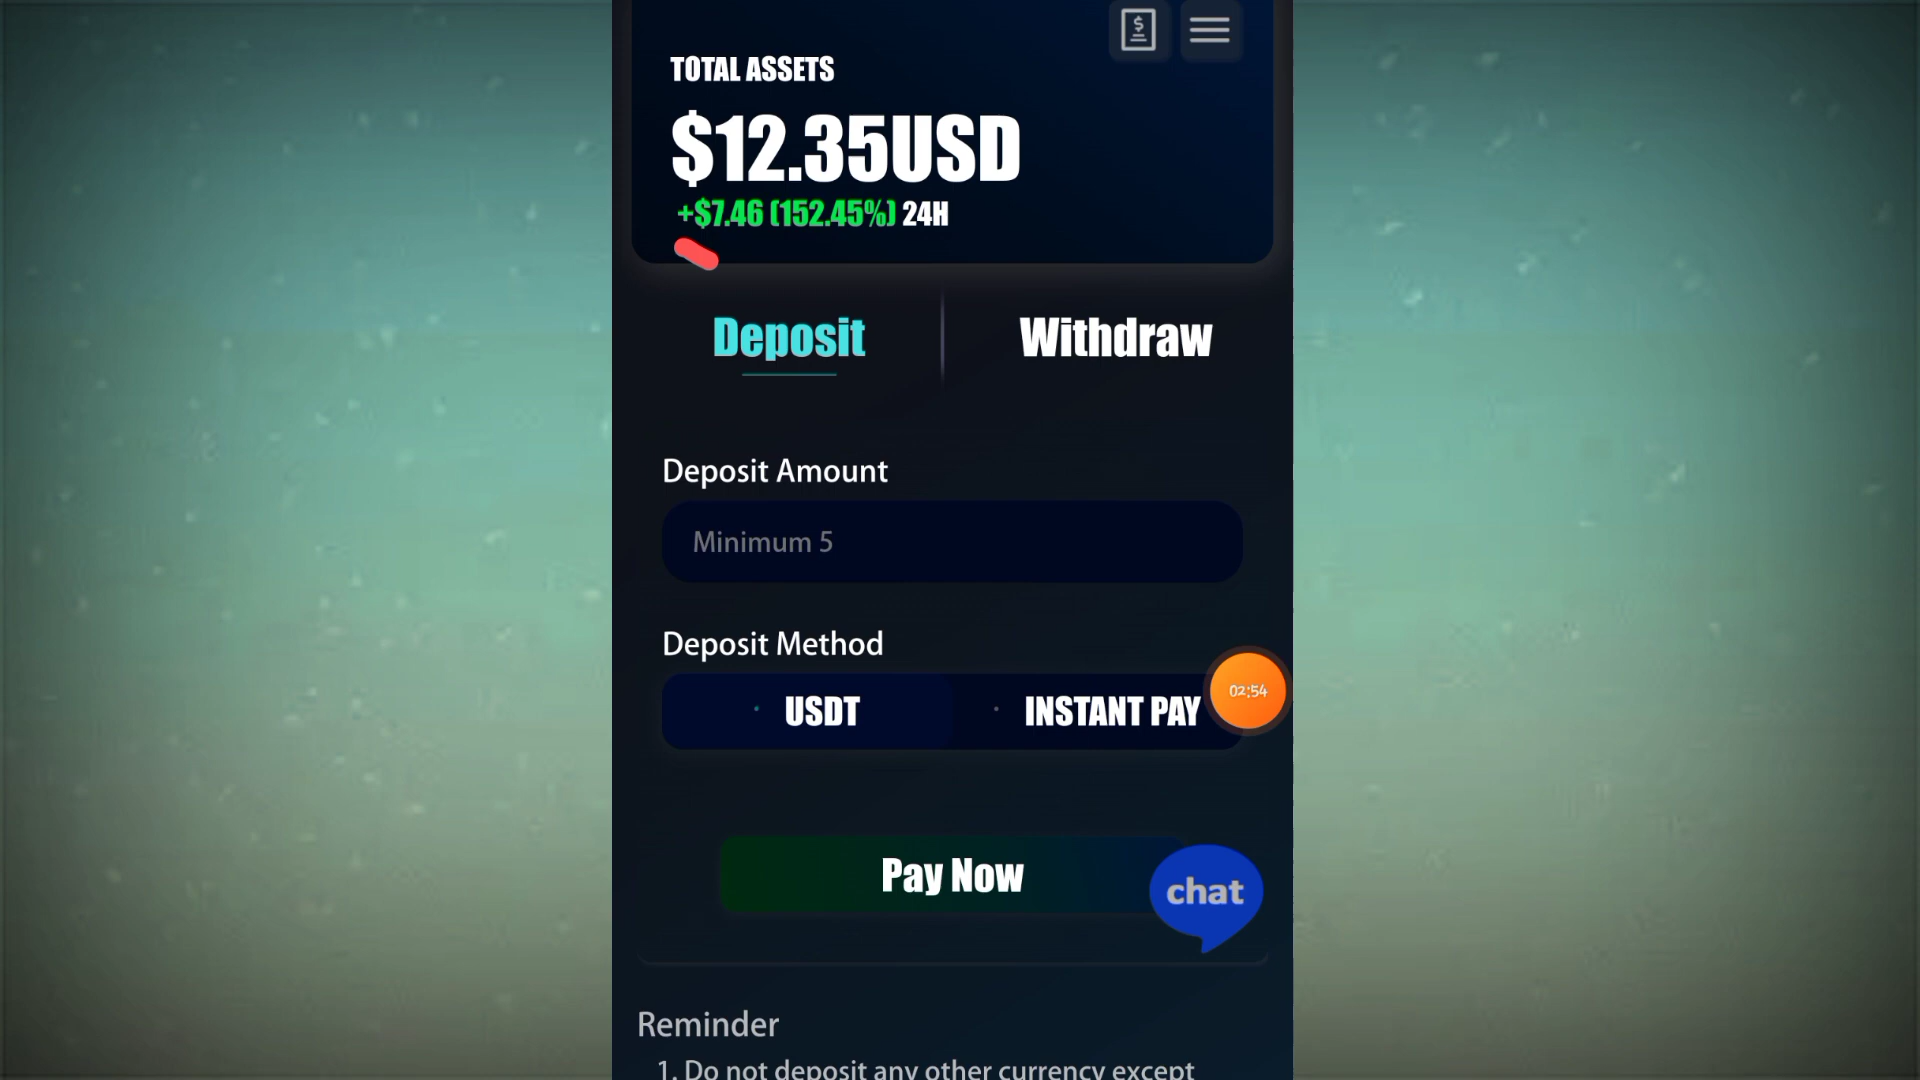 TOTAL ASSETS
$12.35USD
+$7.46 (152.45%) 24H
Deposit
Withdraw
Deposit Amount
Minimum 5
Deposit Method
USDT
INSTANT PAY
02:54
Pay Now
chat
Reminder
1. Do not deposit any other currency except